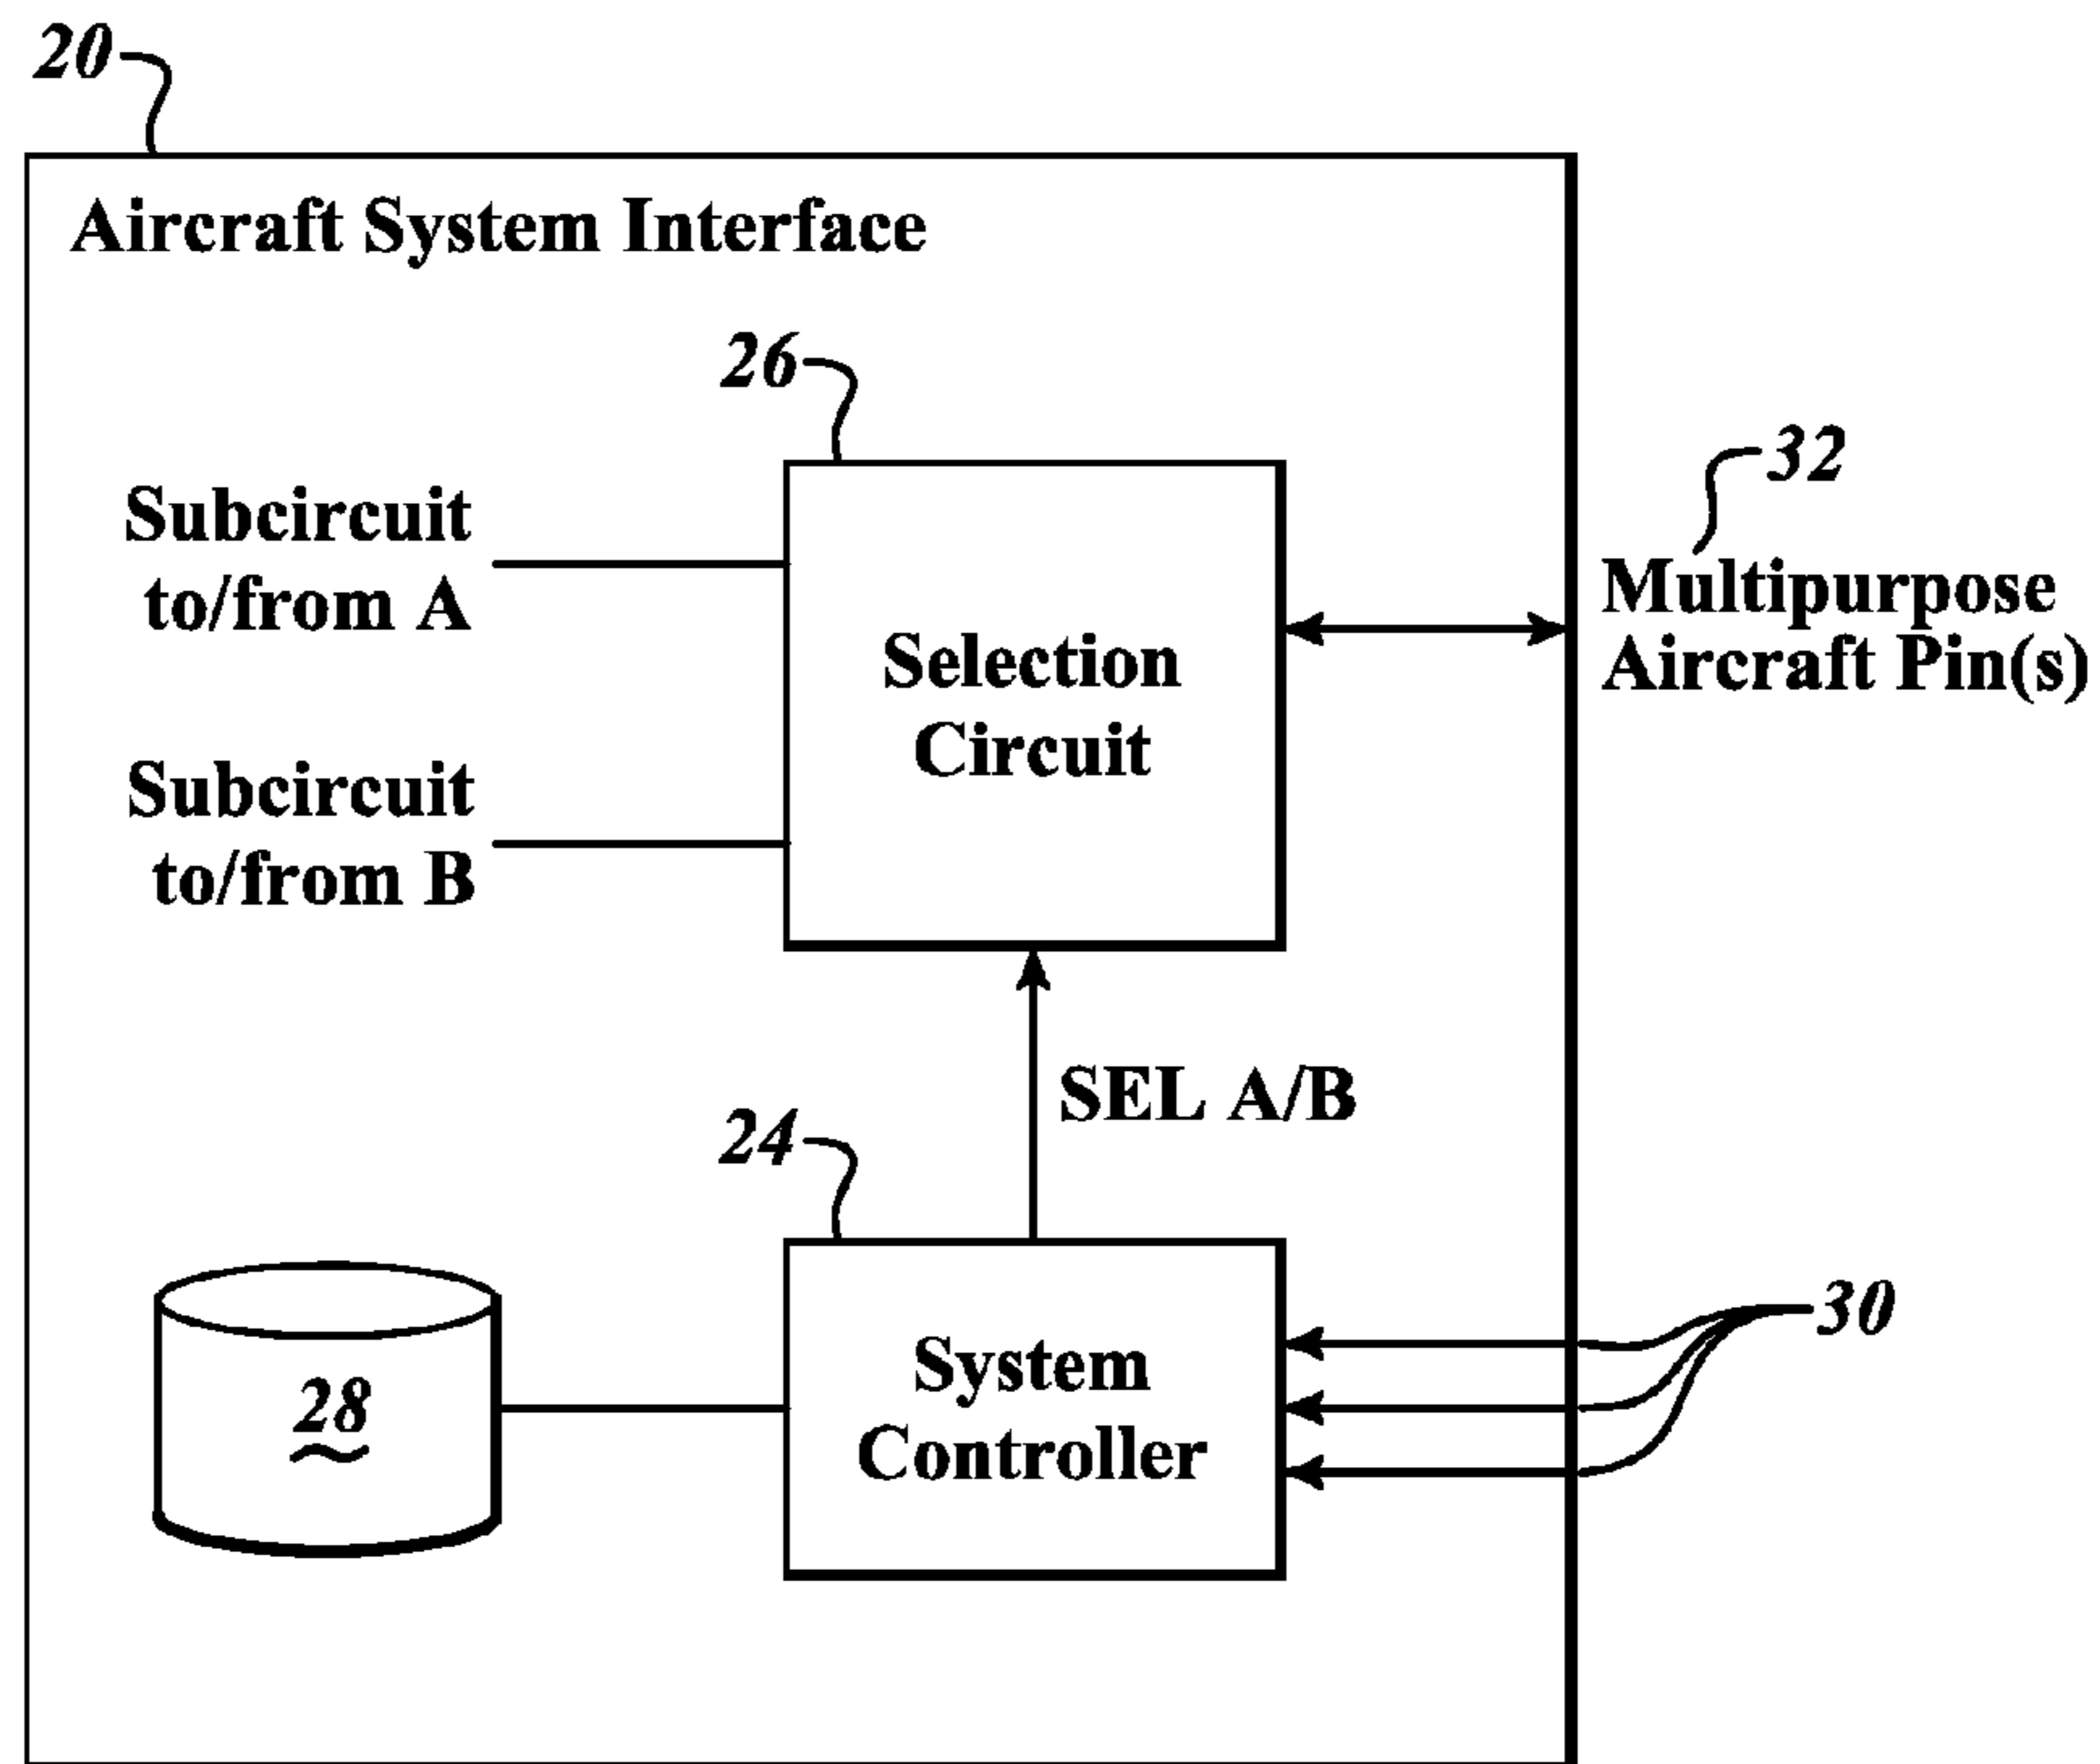 20
Aircraft System Interface
26
32
Subcircuit
to/from A
Multipurpose
Aircraft Pin(s)
Selection
Circuit
Subcircuit
to/from B
SEL A/B
24
30
28
System
Controller